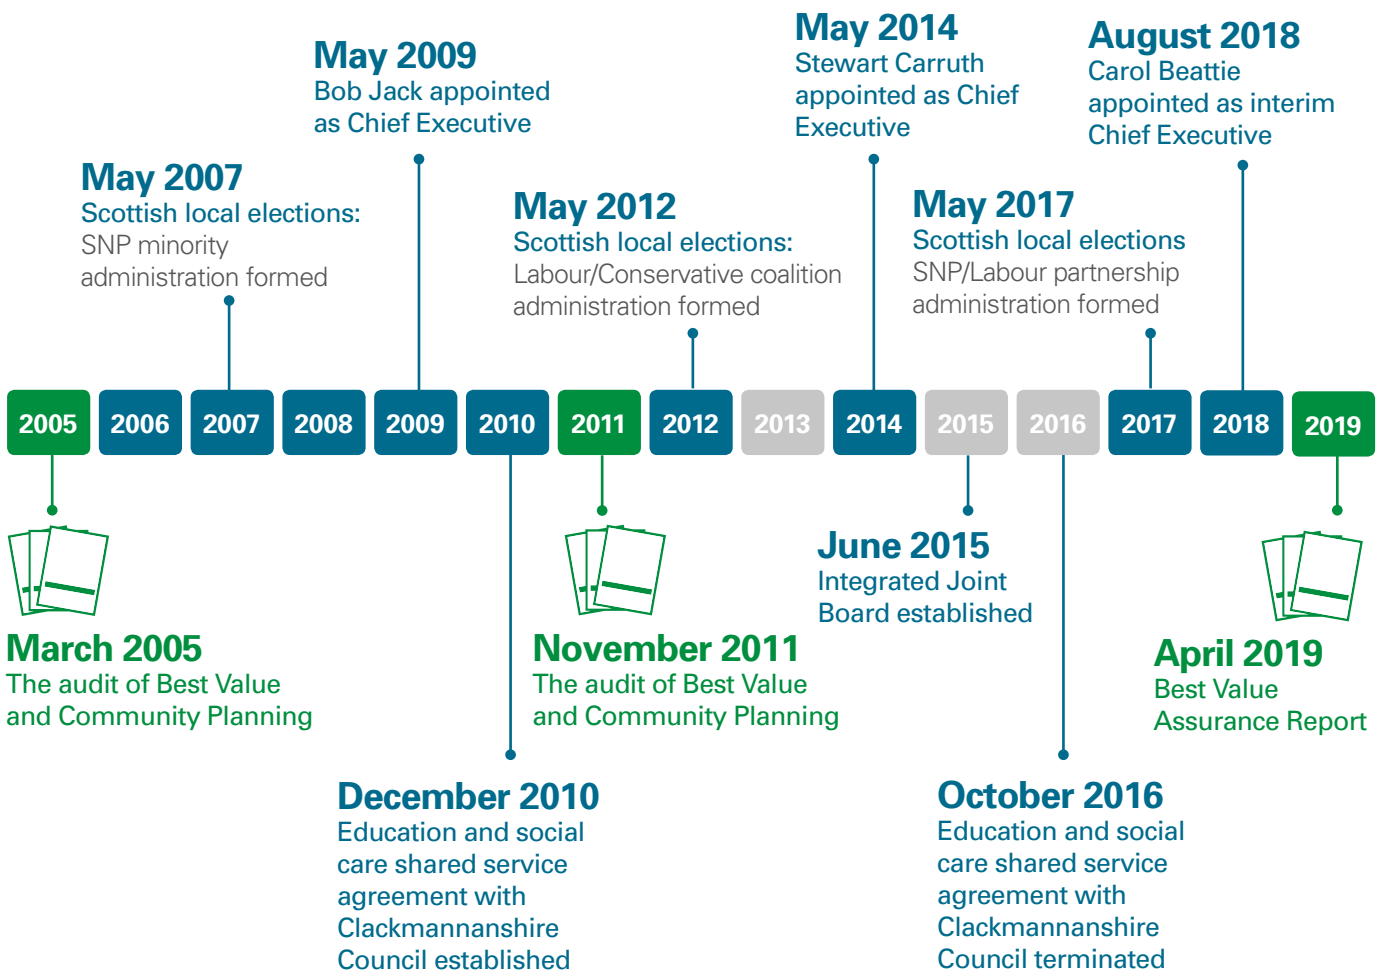 May 2009
Bob Jack appointed
as Chief Executive
May 2014
Stewart Carruth
appointed as Chief
Executive
August 2018
Carol Beattie
appointed as interim
Chief Executive
May 2007
Scottish local elections:
SNP minority
administration formed
May 2012
Scottish local elections:
Labour/Conservative coalition
administration formed
May 2017
Scottish local elections
SNP/Labour partnership
administration formed
2005
2006
2007
2008
2009
2010
2011
2012
2013
2014
2015
2016
2017
2018
2019
March 2005
The audit of Best Value
and Community Planning
November 2011
The audit of Best Value
and Community Planning
June 2015
Integrated Joint
Board established
April 2019
Best Value
Assurance Report
December 2010
Education and social
care shared service
agreement with
Clackmannanshire
Council established
October 2016
Education and social
care shared service
agreement with
Clackmannanshire
Council terminated